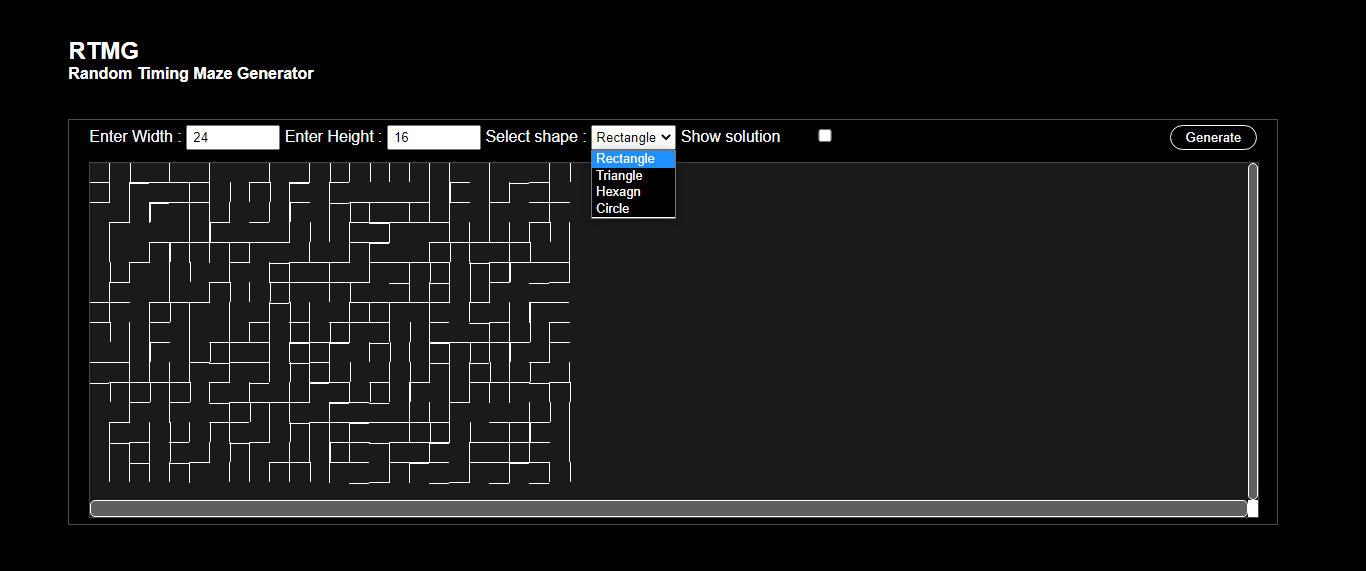 RTMG
Random Timing Maze Generator
Enter Width : 24 Enter Height : 16 Select shape : Rectangle Show solution Generate
Rectangle
Triangle
Hexagn
Circle